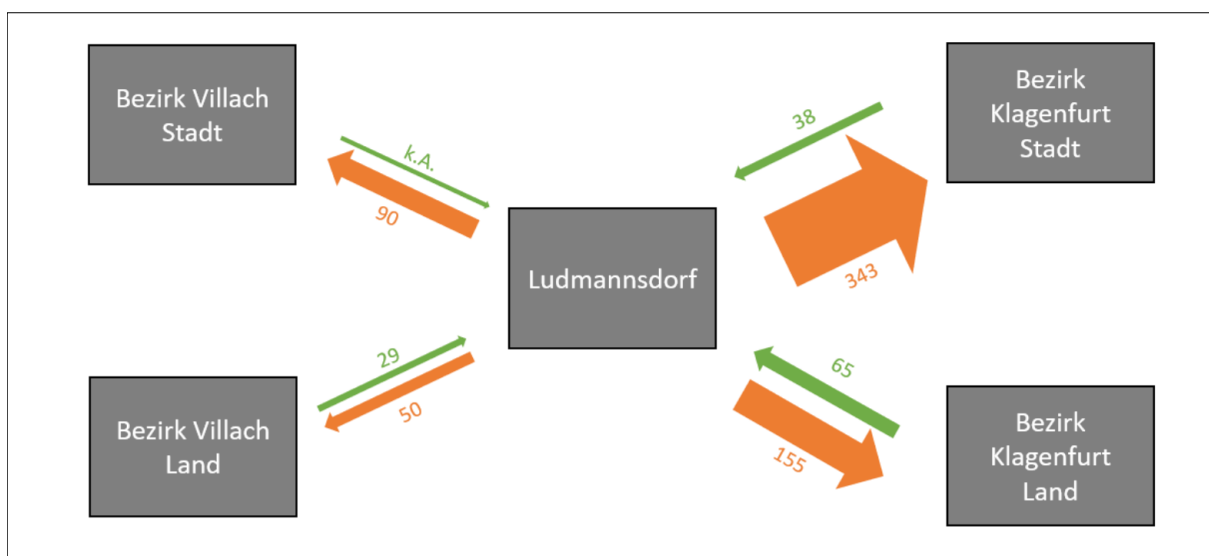 Bezirk Villach
Stadt
k.A.
90
Bezirk
Klagenfurt
Stadt
38
343
Ludmannsdorf
Bezirk Villach
Land
29
50
Bezirk
Klagenfurt
Land
65
155